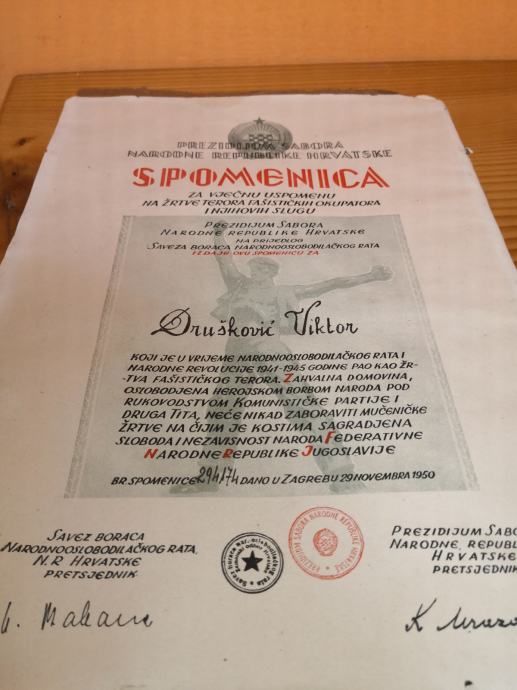 PREZIDIJUM SABORA
NARODNE REPUBLIKE HRVATSKE
SPOMENICA
ZA VJEČNU USPOMENU
NA ŽRTVE TERORA FAŠISTIČKIH OKUPATORA
I NJIHOVIH SLUGU
PREZIDIJUM SABORA
NARODNE REPUBLIKE HRVATSKE
NA PRIJEDLOG
SAVEZA BORACA NARODNOOSLOBODILAČKOG RATA
IZDAJE OVU SPOMENICU ZA
Drušković Viktor
KOJI JE U VRIJEME NARODNOOSLOBODILAČKOG RATA I
NARODNE REVOLUCIJE 1941-1945 GODINE PAO KAO ŽR-
-TVA FAŠISTIČKOG TERORA. ZAHVALNA DOMOVINA,
OSLOBOĐENA HEROJSKOM BORBOM NARODA POD
RUKOVODSTVOM KOMUNISTIČKE PARTIJE I
DRUGA TITA, NEĆE NIKAD ZABORAVITI MUČENIČKE
ŽRTVE NA ČIJIM JE KOSTIMA SAGRAĐENA
SLOBODA I NEZAVISNOST NARODA FEDERATIVNE
NARODNE REPUBLIKE JUGOSLAVIJE
BR. SPOMENICE 294174 DANO U ZAGREBU 29 NOVEMBRA 1950
SAVEZ BORACA
NARODNOOSLOBODILAČKOG RATA
N.R HRVATSKE
PRETSJEDNIK
PREZIDIJUM SABO
NARODNE REPUBL
HRVATSKE
PRETSJEDNIK